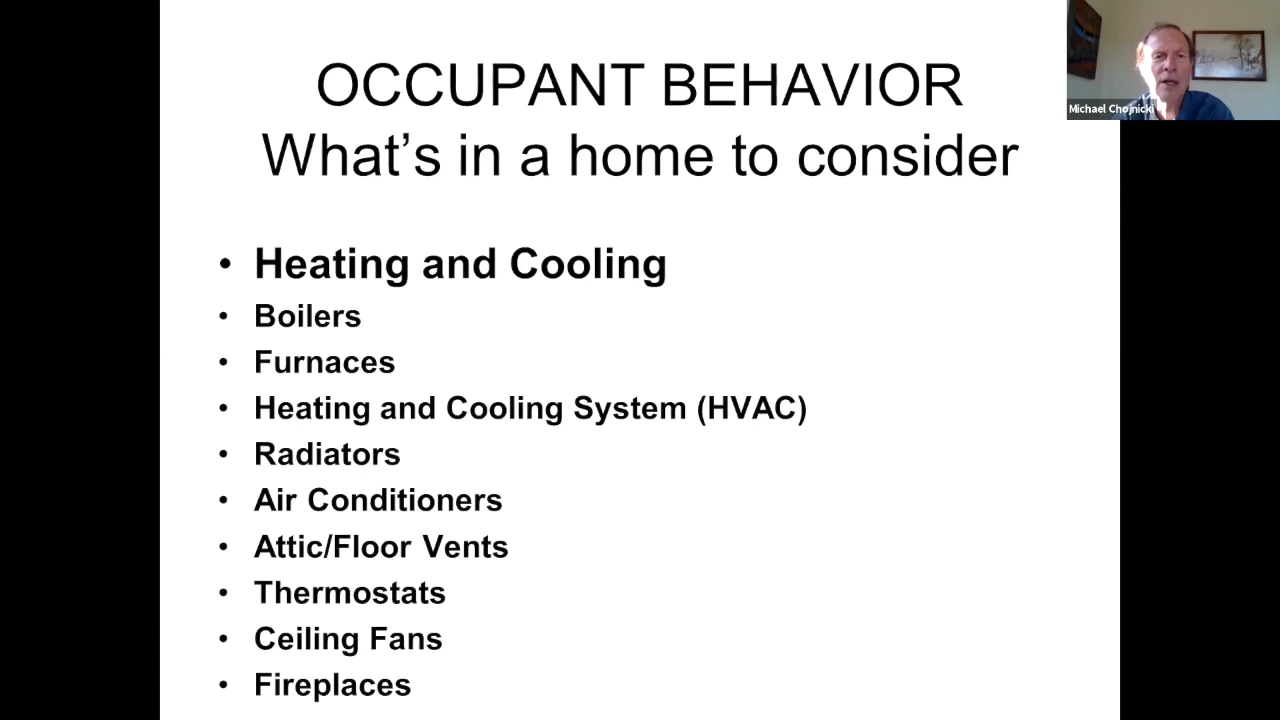 OCCUPANT BEHAVIOR
What's in a home to consider
• Heating and Cooling
• Boilers
• Furnaces
• Heating and Cooling System (HVAC)
• Radiators
• Air Conditioners
• Attic/Floor Vents
• Thermostats
• Ceiling Fans
• Fireplaces
Michael Chojnicki